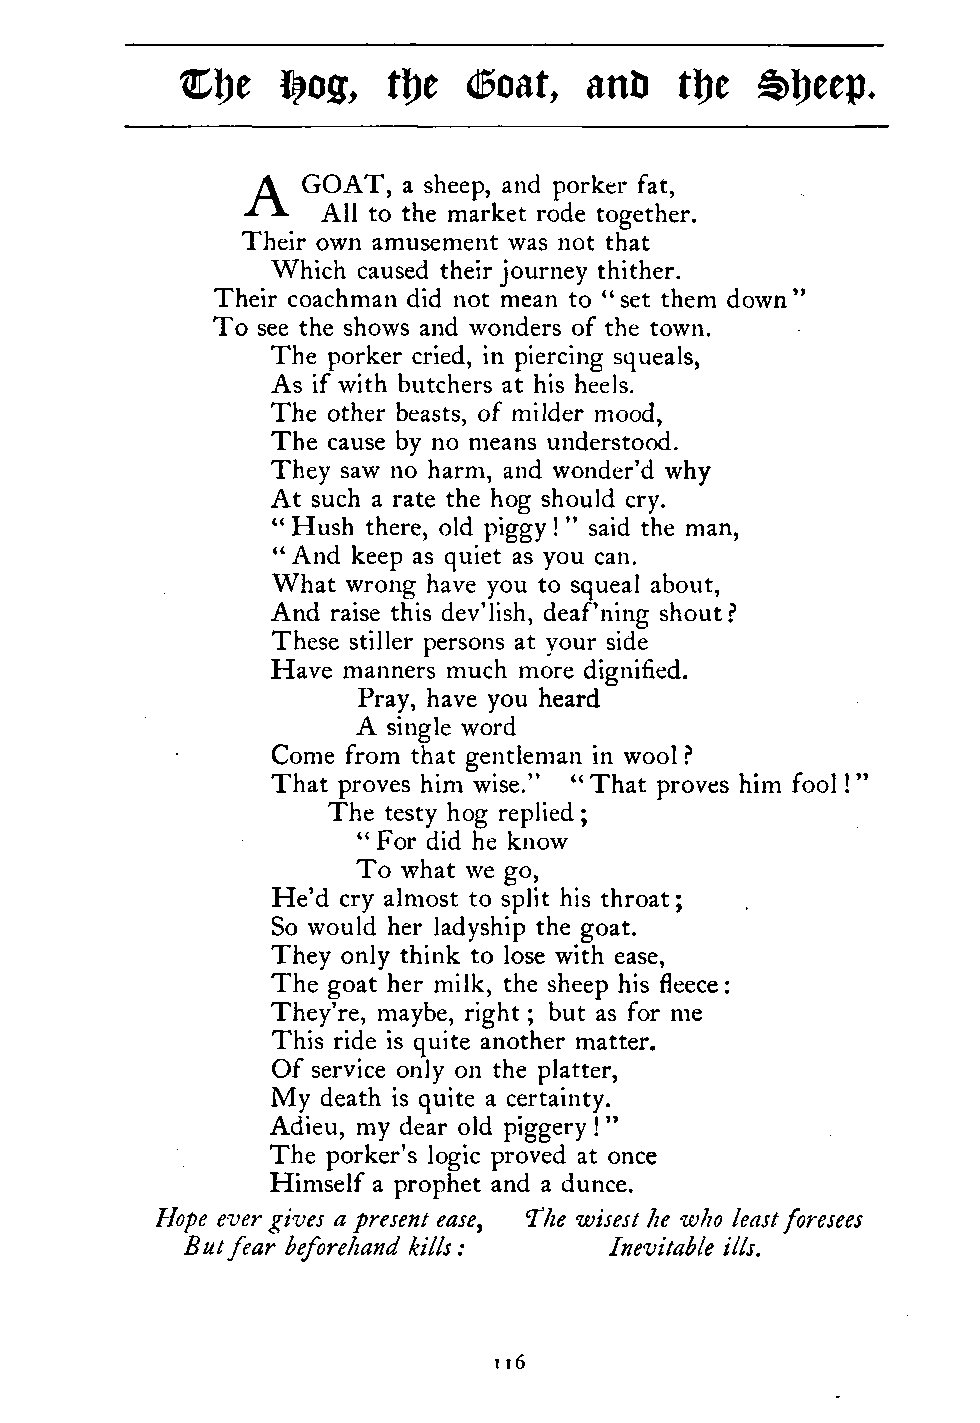 The Hog, the Goat, and the Sheep.
A GOAT, a sheep, and porker fat,
All to the market rode together.
Their own amusement was not that
Which caused their journey thither.
Their coachman did not mean to "set them down"
To see the shows and wonders of the town.
The porker cried, in piercing squeals,
As if with butchers at his heels.
The other beasts, of milder mood,
The cause by no means understood.
They saw no harm, and wonder'd why
At such a rate the hog should cry.
"Hush there, old piggy!" said the man,
"And keep as quiet as you can.
What wrong have you to squeal about,
And raise this dev'lish, deaf'ning shout?
These stiller persons at your side
Have manners much more dignified.
Pray, have you heard
A single word
Come from that gentleman in wool?
That proves him wise." "That proves him fool!"
The testy hog replied;
"For did he know
To what we go,
He'd cry almost to split his throat;
So would her ladyship the goat.
They only think to lose with ease,
The goat her milk, the sheep his fleece:
They're, maybe, right; but as for me
This ride is quite another matter.
Of service only on the platter,
My death is quite a certainty.
Adieu, my dear old piggery!"
The porker's logic proved at once
Himself a prophet and a dunce.
Hope ever gives a present ease,
But fear beforehand kills:
The wisest he who least foresees
Inevitable ills.
116